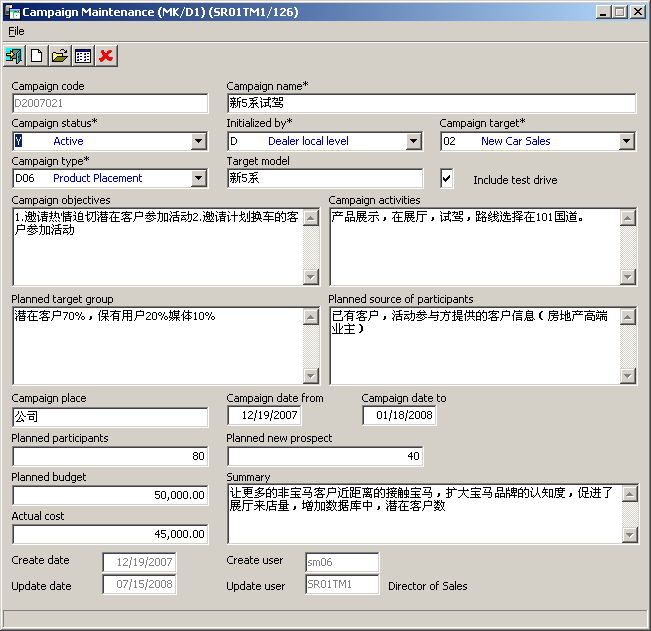 Campaign Maintenance (MK/D1) (SR01TM1/126)
File
Campaign code
Campaign name*
D2007021
新5系试驾
Campaign status*
Initialized by*
Campaign target*
Y Active
D Dealer local level
02 New Car Sales
Campaign type*
Target model
D06 Product Placement
新5系
Include test drive
Campaign objectives
Campaign activities
1.邀请热情迫切潜在客户参加活动2.邀请计划换车的客
户参加活动
产品展示，在展厅，试驾，路线选择在101国道。
Planned target group
Planned source of participants
潜在客户70%，保有用户20%媒体10%
已有客户，活动参与方提供的客户信息（房地产高端
业主）
Campaign place
Campaign date from
Campaign date to
公司
12/19/2007
01/18/2008
Planned participants
Planned new prospect
80
40
Planned budget
Summary
50,000.00
让更多的非宝马客户近距离的接触宝马，扩大宝马品牌的认知度，促进了
展厅来店量，增加数据库中，潜在客户数
Actual cost
45,000.00
Create date
12/19/2007
Create user
sm06
Update date
07/15/2008
Update user
SR01TM1
Director of Sales